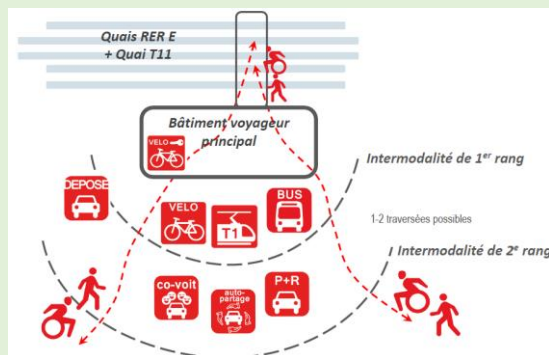 Quais RER E
+ Quai T11
Bâtiment voyageur
principal
VELO
Intermodalité de 1er rang
DEPOSE
VELO
T1
BUS
1-2 traversées possibles
Intermodalité de 2e rang
co-voit
auto-
partage
P+R